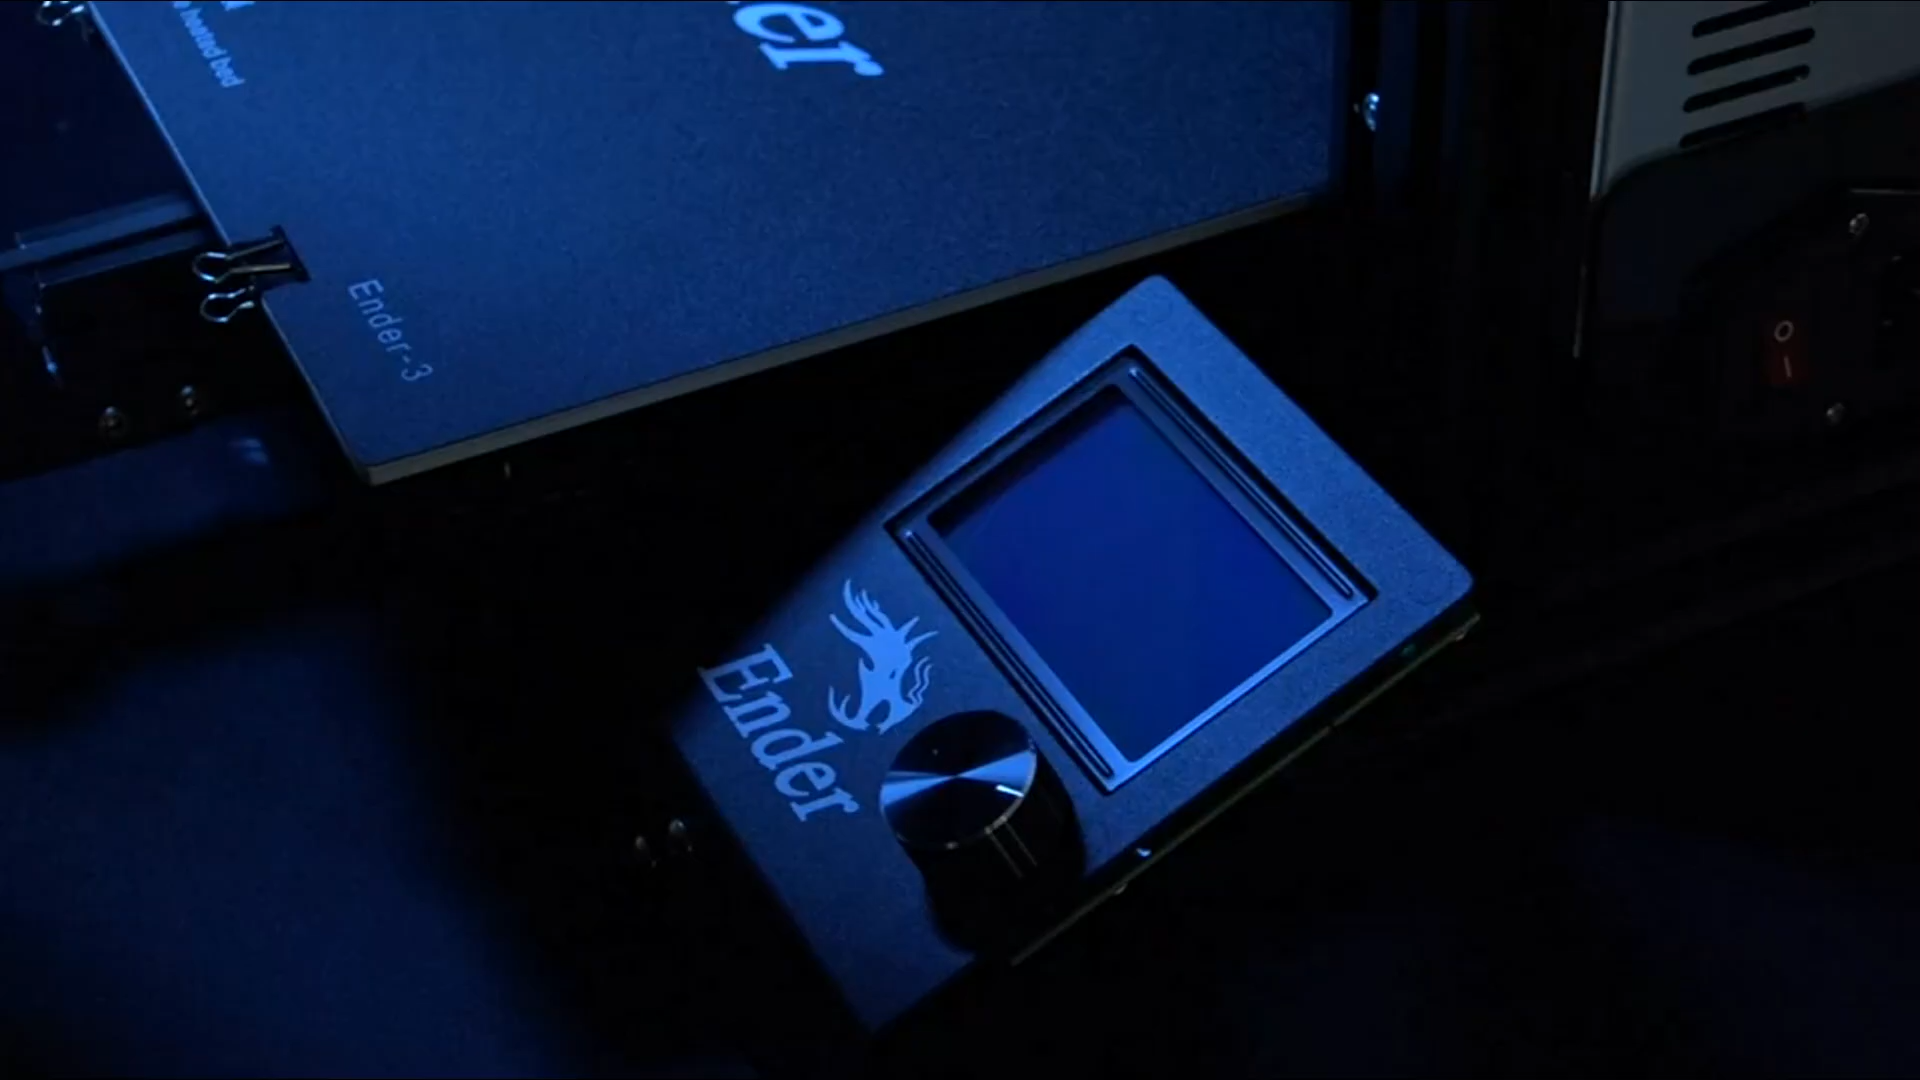 heated bed
er
Ender-3
Ender
O
I